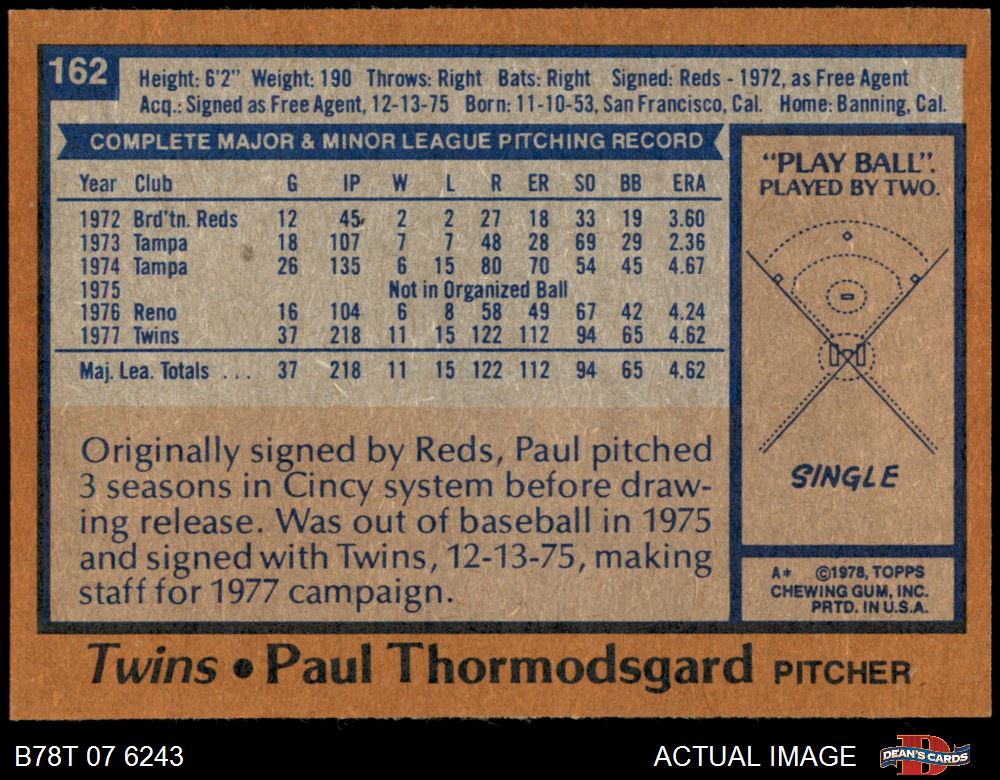 162
Height: 6'2" Weight: 190 Throws: Right Bats: Right Signed: Reds - 1972, as Free Agent
Acq.: Signed as Free Agent, 12-13-75 Born: 11-10-53, San Francisco, Cal. Home: Banning, Cal.
COMPLETE MAJOR & MINOR LEAGUE PITCHING RECORD
Year Club G IP W L R ER SO BB ERA
1972 Brd'tn. Reds 12 45 2 2 27 18 33 19 3.60
1973 Tampa 18 107 7 7 48 28 69 29 2.36
1974 Tampa 26 135 6 15 80 70 54 45 4.67
1975 Not in Organized Ball
1976 Reno 16 104 6 8 58 49 67 42 4.24
1977 Twins 37 218 11 15 122 112 94 65 4.62
Maj. Lea. Totals ... 37 218 11 15 122 112 94 65 4.62
Originally signed by Reds, Paul pitched
3 seasons in Cincy system before draw-
ing release. Was out of baseball in 1975
and signed with Twins, 12-13-75, making
staff for 1977 campaign.
"PLAY BALL".
PLAYED BY TWO.
SINGLE
A* ©1978, TOPPS
CHEWING GUM, INC.
PRTD. IN U.S.A.
Twins • Paul Thormodsgard PITCHER
B78T 07 6243 ACTUAL IMAGE DEAN'S CARDS